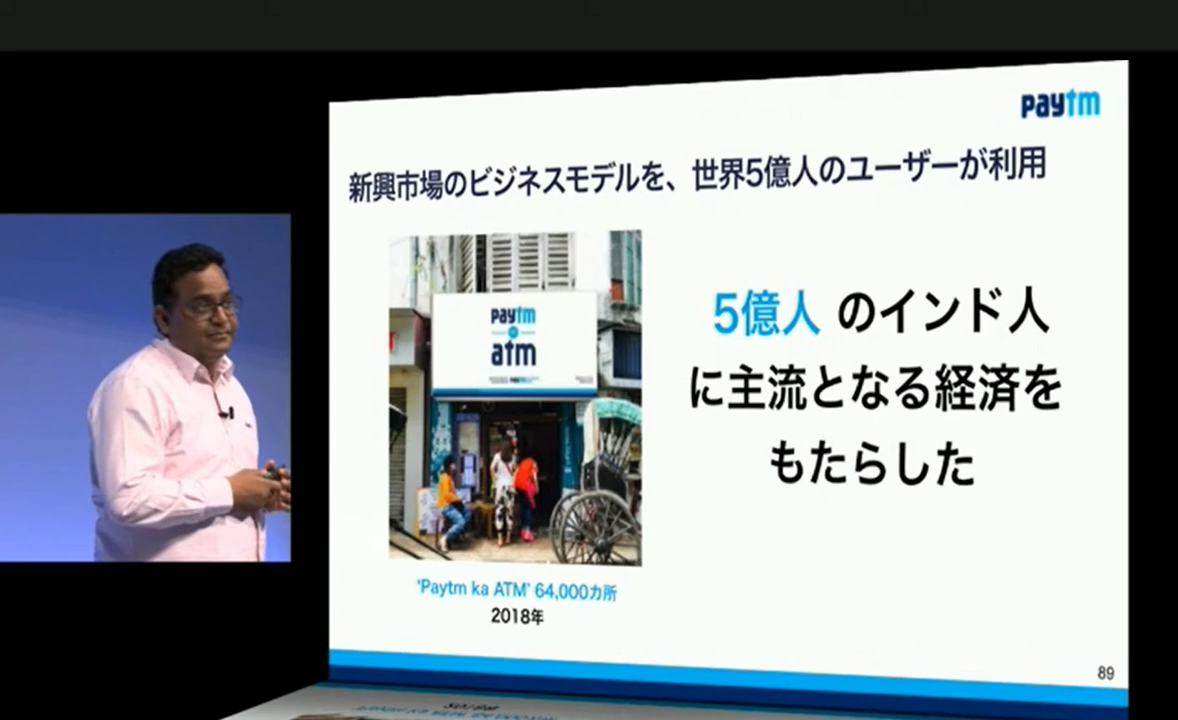 paytm
新興市場のビジネスモデルを、世界5億人のユーザーが利用
paytm
atm
5億人 のインド人
に主流となる経済を
もたらした
'Paytm ka ATM' 64,000カ所
2018年
89